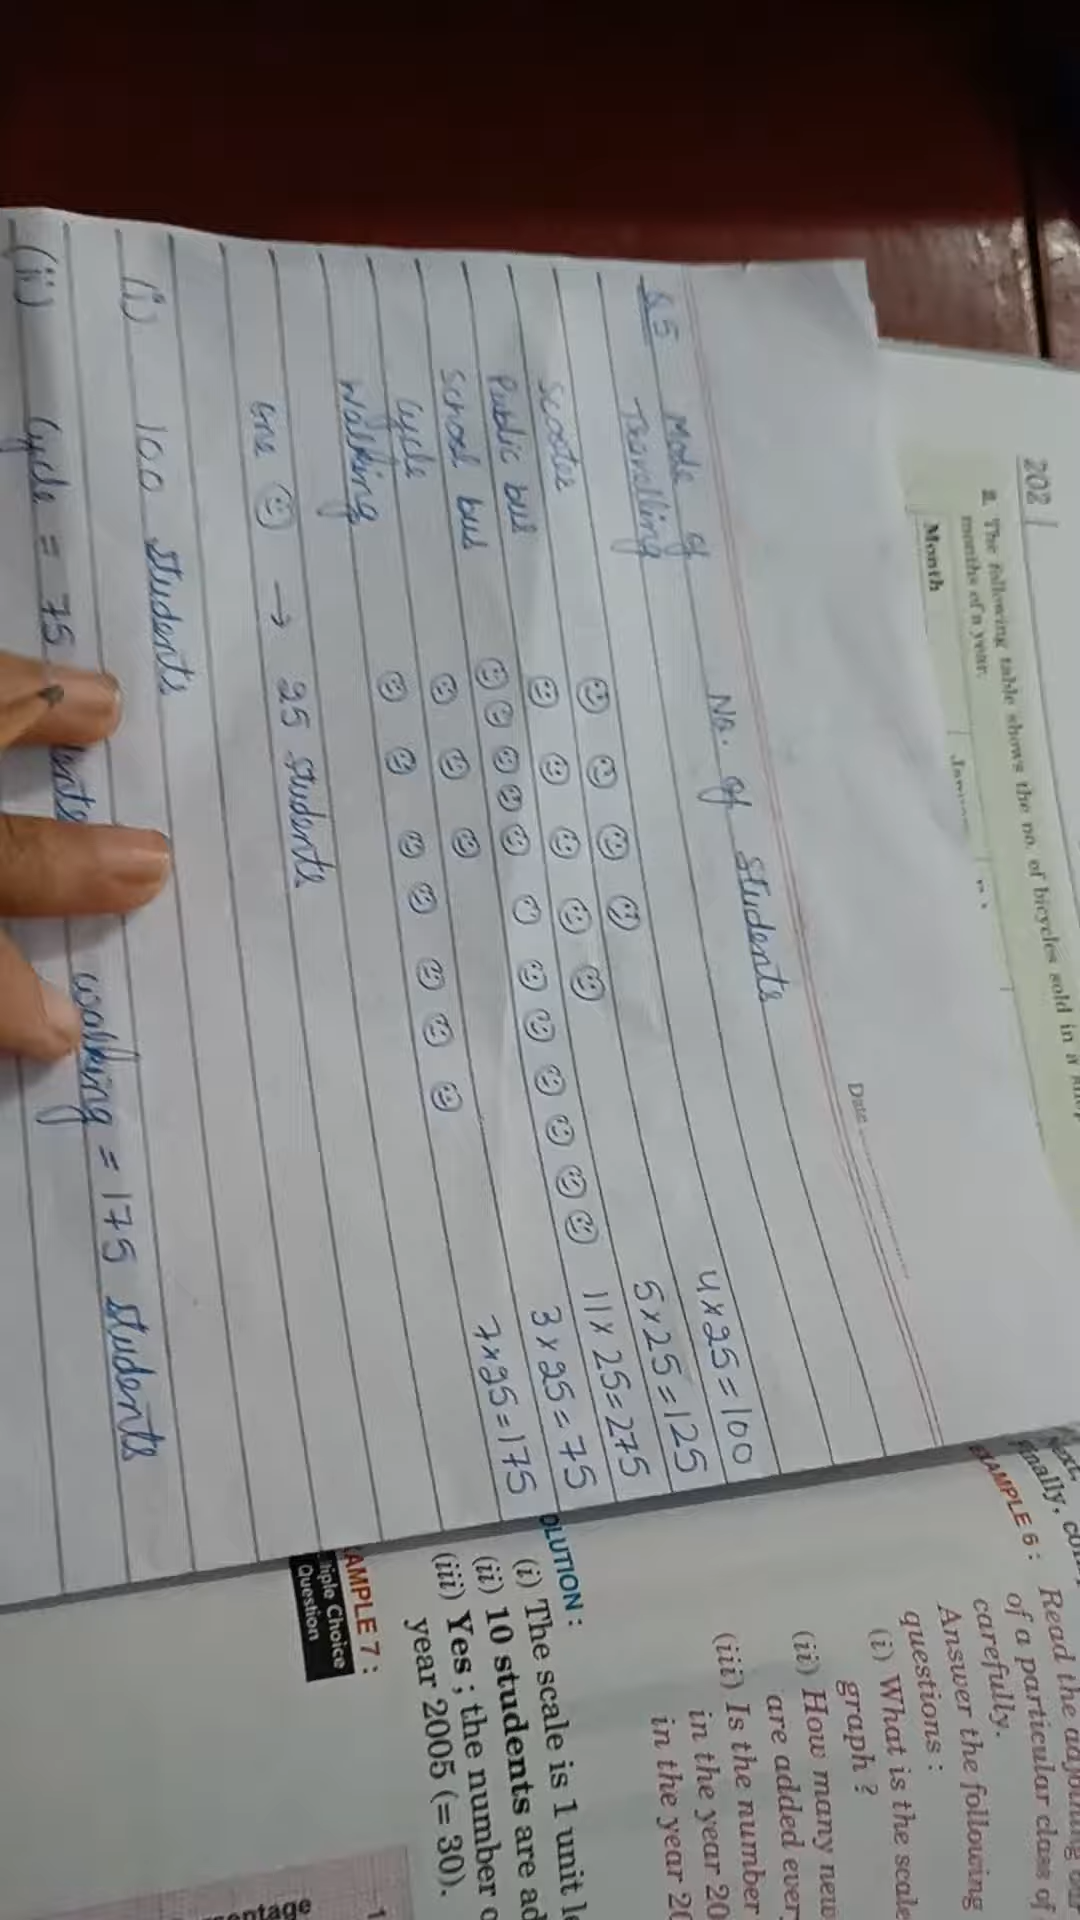 202
2. The following table shows the no. of bicycles sold in a
months of a year.
Month
Date
Q5 Mode of No. of students
Travelling
Scooter 4×25=100
Public bus 5×25=125
School bus 11×25=275
Cycle 3×25=75
Walking 7×25=175
one → 25 students
(i) 100 students
(ii) Cycle = 75
walking = 175 students
EXAMPLE 6 : Read the adjoining
of a particular class of
carefully.
Answer the following
questions :
(i) What is the scale
graph ?
(ii) How many new
are added ever
(iii) Is the number
in the year 20
in the year 20
OLUTION :
(i) The scale is 1 unit
(ii) 10 students are ad
(iii) Yes ; the number
year 2005 (= 30).
AMPLE 7 :
iple Choice
Question
1
entage